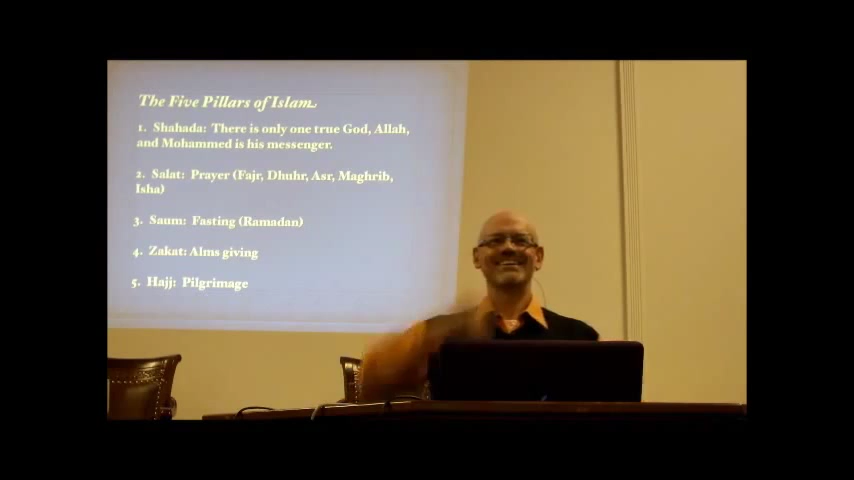 The Five Pillars of Islam:
1. Shahada: There is only one true God, Allah,
and Mohammed is his messenger.
2. Salat: Prayer (Fajr, Dhuhr, Asr, Maghrib,
Isha)
3. Saum: Fasting (Ramadan)
4. Zakat: Alms giving
5. Hajj: Pilgrimage